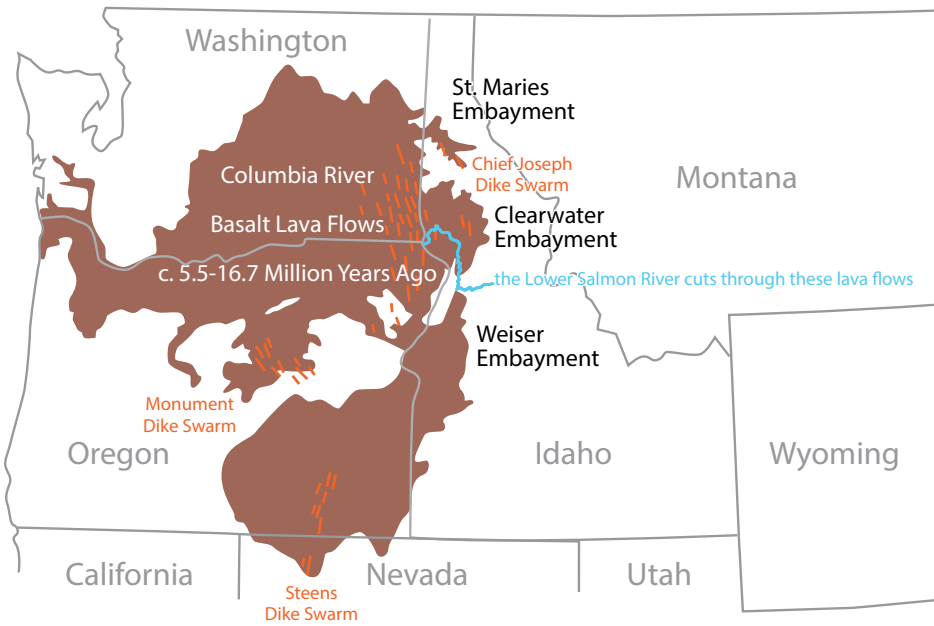 Washington
St. Maries
Embayment
Chief Joseph
Dike Swarm
Columbia River
Montana
Clearwater
Embayment
Basalt Lava Flows
c. 5.5-16.7 Million Years Ago
the Lower Salmon River cuts through these lava flows
Weiser
Embayment
Monument
Dike Swarm
Oregon
Idaho
Wyoming
California
Nevada
Utah
Steens
Dike Swarm